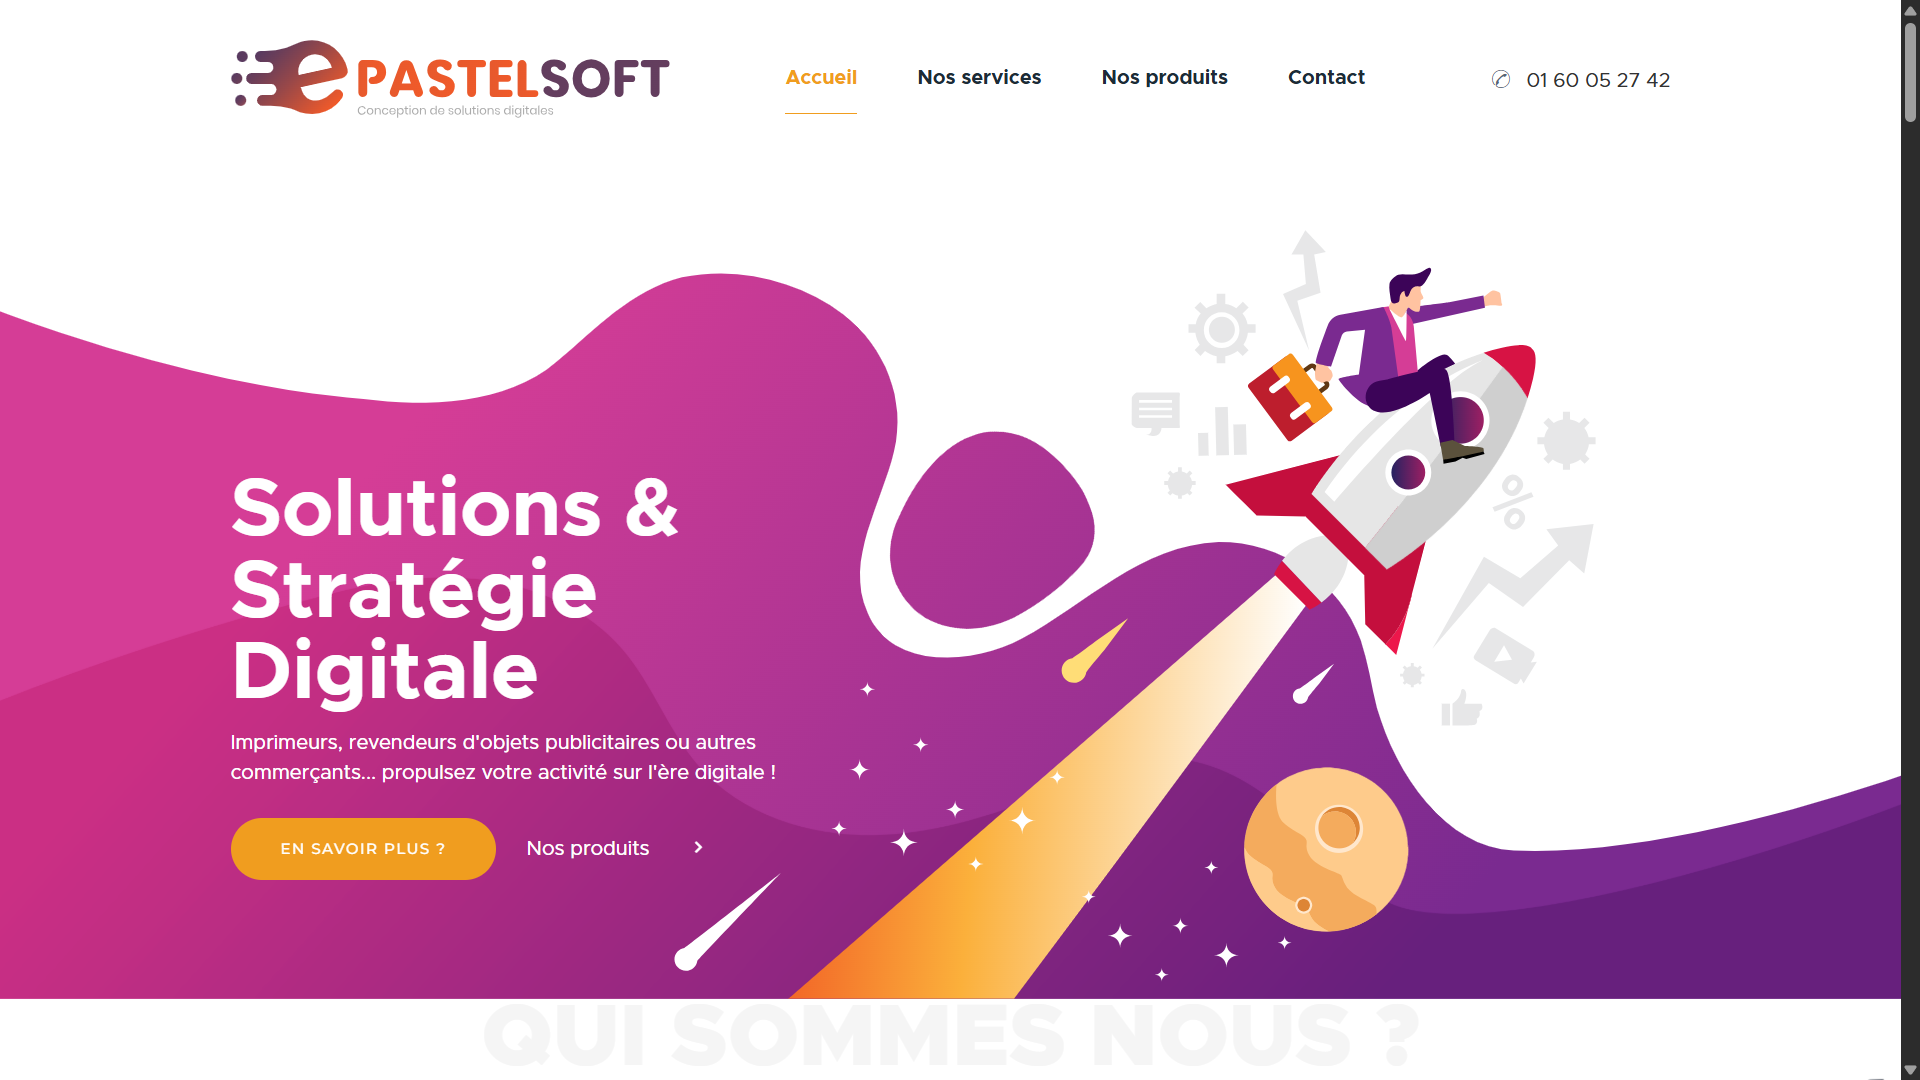 e PASTELSOFT
Conception de solutions digitales
Accueil
Nos services
Nos produits
Contact
01 60 05 27 42
Solutions &
Stratégie
Digitale
Imprimeurs, revendeurs d'objets publicitaires ou autres
commerçants... propulsez votre activité sur l'ère digitale !
EN SAVOIR PLUS ?
Nos produits
QUI SOMMES NOUS ?